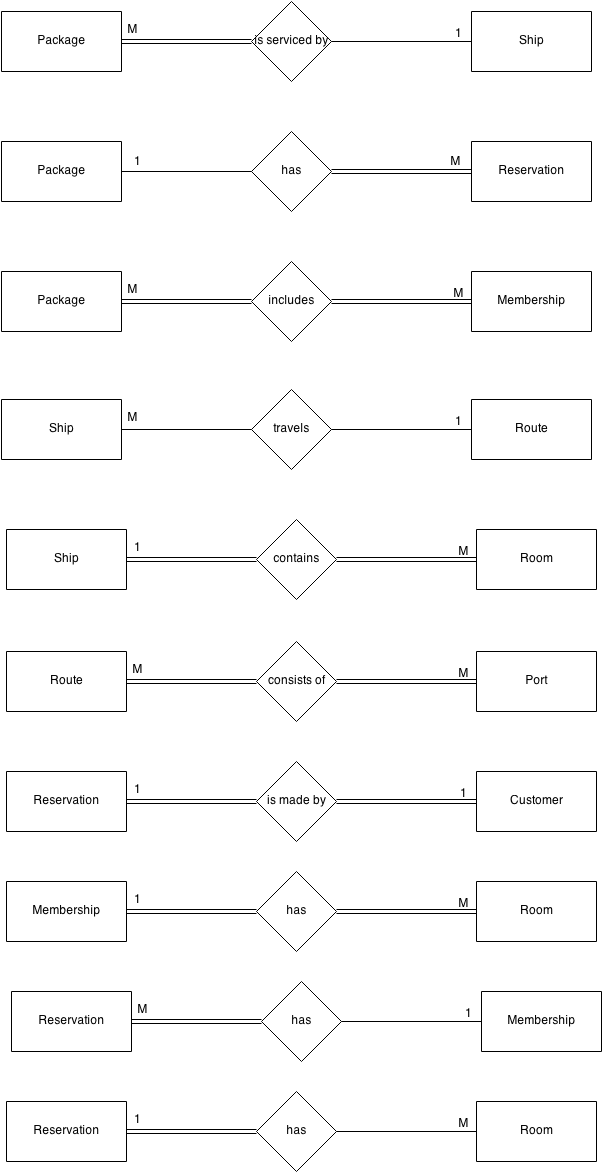 M
1
Package
is serviced by
Ship
1
M
Package
has
Reservation
M
M
Package
includes
Membership
M
1
Ship
travels
Route
1
M
Ship
contains
Room
M
M
Route
consists of
Port
1
1
Reservation
is made by
Customer
1
M
Membership
has
Room
M
1
Reservation
has
Membership
1
M
Reservation
has
Room